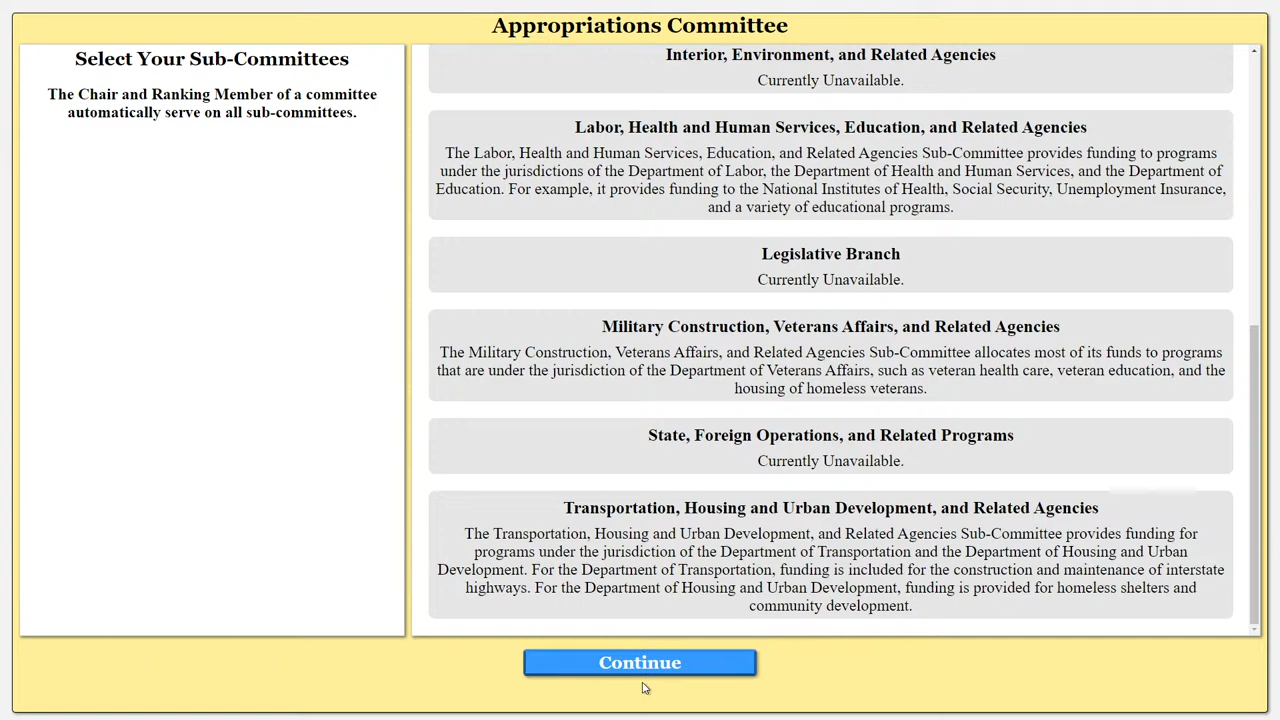 Appropriations Committee
Select Your Sub-Committees
The Chair and Ranking Member of a committee
automatically serve on all sub-committees.
Interior, Environment, and Related Agencies
Currently Unavailable.
Labor, Health and Human Services, Education, and Related Agencies
The Labor, Health and Human Services, Education, and Related Agencies Sub-Committee provides funding to programs
under the jurisdictions of the Department of Labor, the Department of Health and Human Services, and the Department of
Education. For example, it provides funding to the National Institutes of Health, Social Security, Unemployment Insurance,
and a variety of educational programs.
Legislative Branch
Currently Unavailable.
Military Construction, Veterans Affairs, and Related Agencies
The Military Construction, Veterans Affairs, and Related Agencies Sub-Committee allocates most of its funds to programs
that are under the jurisdiction of the Department of Veterans Affairs, such as veteran health care, veteran education, and the
housing of homeless veterans.
State, Foreign Operations, and Related Programs
Currently Unavailable.
Transportation, Housing and Urban Development, and Related Agencies
The Transportation, Housing and Urban Development, and Related Agencies Sub-Committee provides funding for
programs under the jurisdiction of the Department of Transportation and the Department of Housing and Urban
Development. For the Department of Transportation, funding is included for the construction and maintenance of interstate
highways. For the Department of Housing and Urban Development, funding is provided for homeless shelters and
community development.
Continue